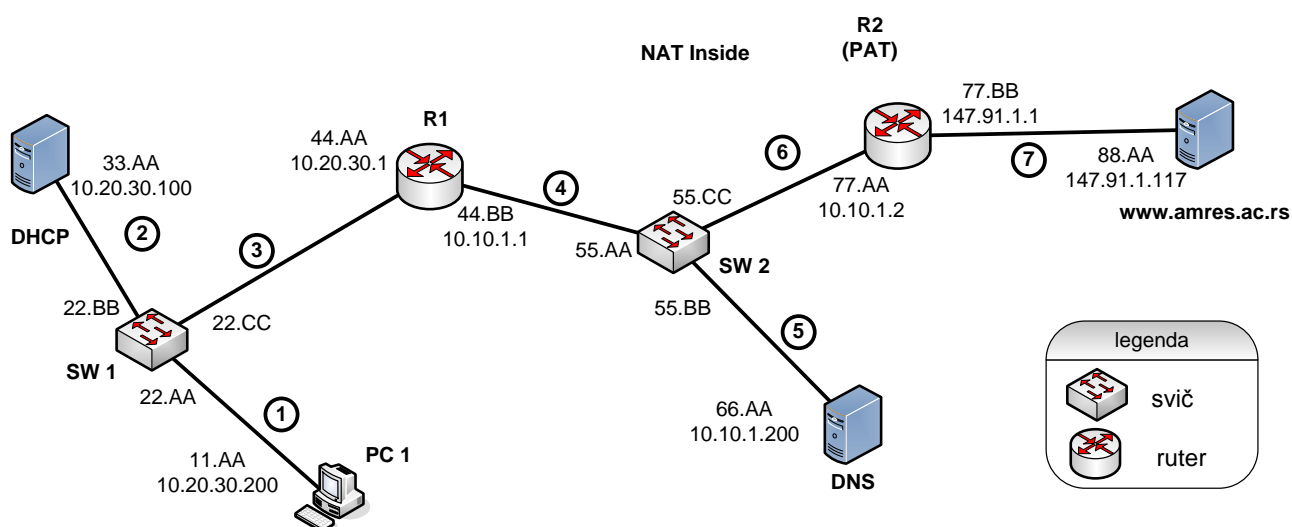 R2
(PAT)
NAT Inside
77.BB
147.91.1.1
R1
44.AA
10.20.30.1
33.AA
10.20.30.100
6
4
7
88.AA
147.91.1.117
55.CC
77.AA
10.10.1.2
www.amres.ac.rs
44.BB
10.10.1.1
DHCP
2
3
55.AA
SW 2
22.BB
22.CC
55.BB
5
legenda
SW 1
22.AA
svič
1
66.AA
10.10.1.200
PC 1
11.AA
10.20.30.200
ruter
DNS